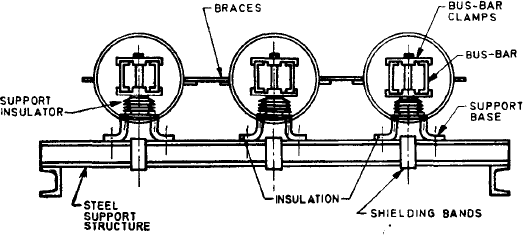 BRACES
BUS-BAR
CLAMPS
BUS-BAR
SUPPORT
INSULATOR
SUPPORT
BASE
INSULATION
STEEL
SUPPORT
STRUCTURE
SHIELDING BANDS